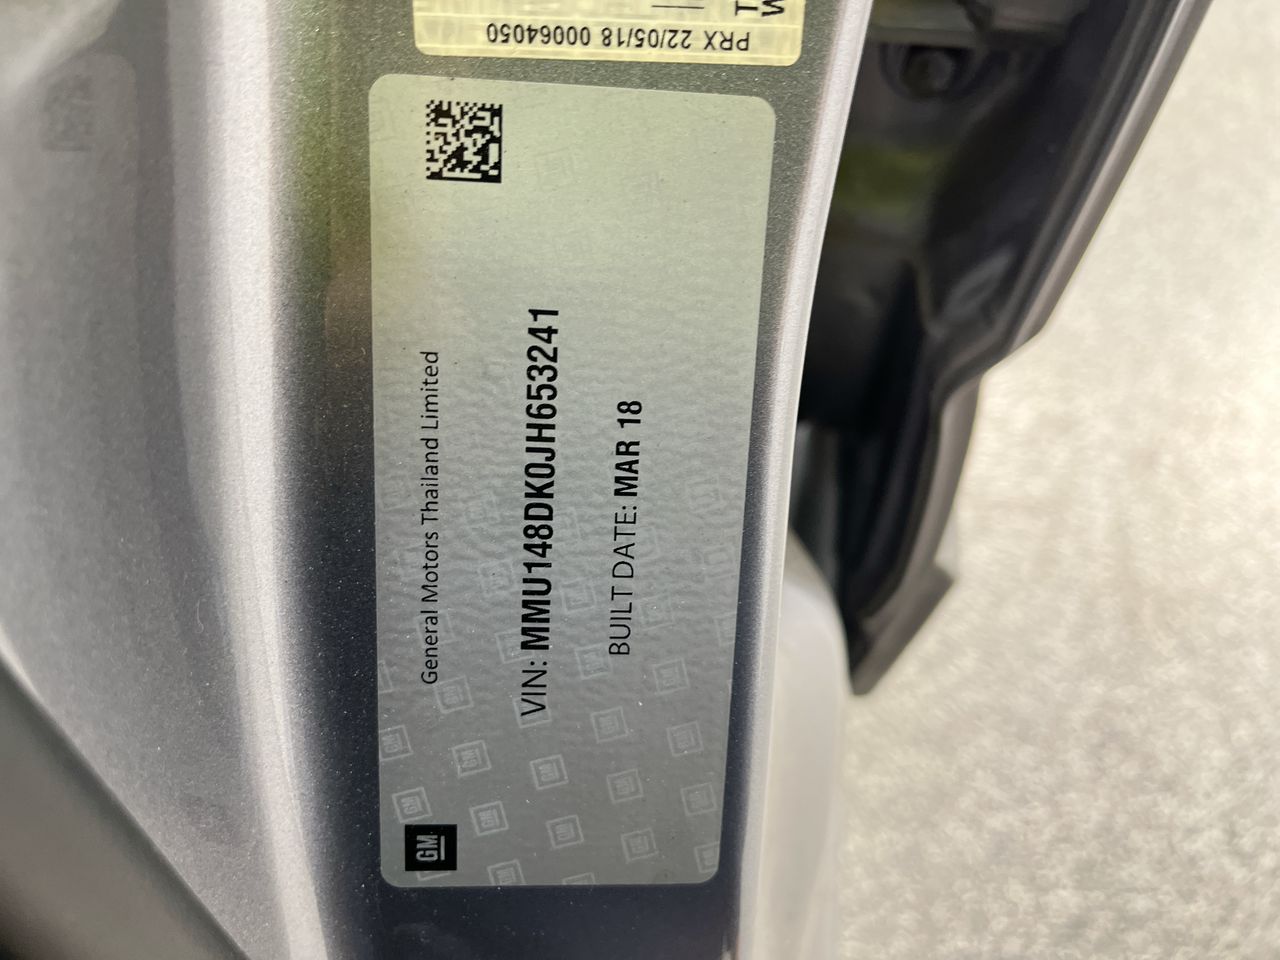 PRX 22/05/18 00064050
General Motors Thailand Limited
VIN: MMU148DK0JH653241
BUILT DATE: MAR 18
GM